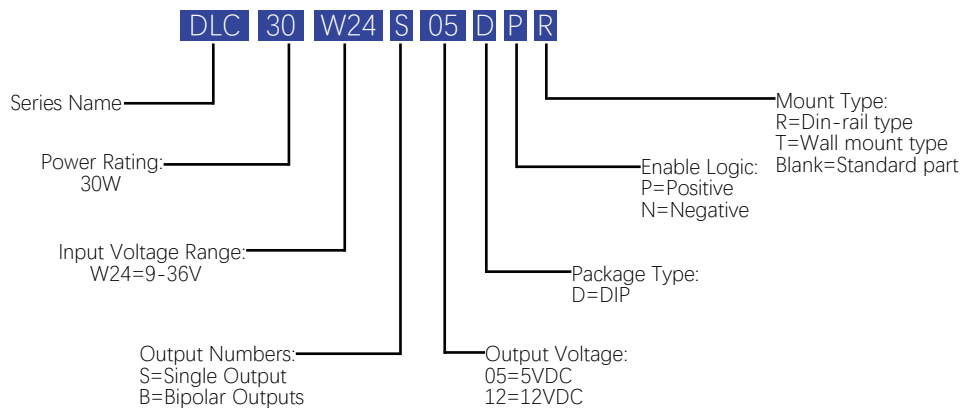 DLC 30 W24 S 05 D P R
Series Name
Mount Type:
R=Din-rail type
T=Wall mount type
Blank=Standard part
Power Rating:
30W
Enable Logic:
P=Positive
N=Negative
Input Voltage Range:
W24=9-36V
Package Type:
D=DIP
Output Numbers:
S=Single Output
B=Bipolar Outputs
Output Voltage:
05=5VDC
12=12VDC